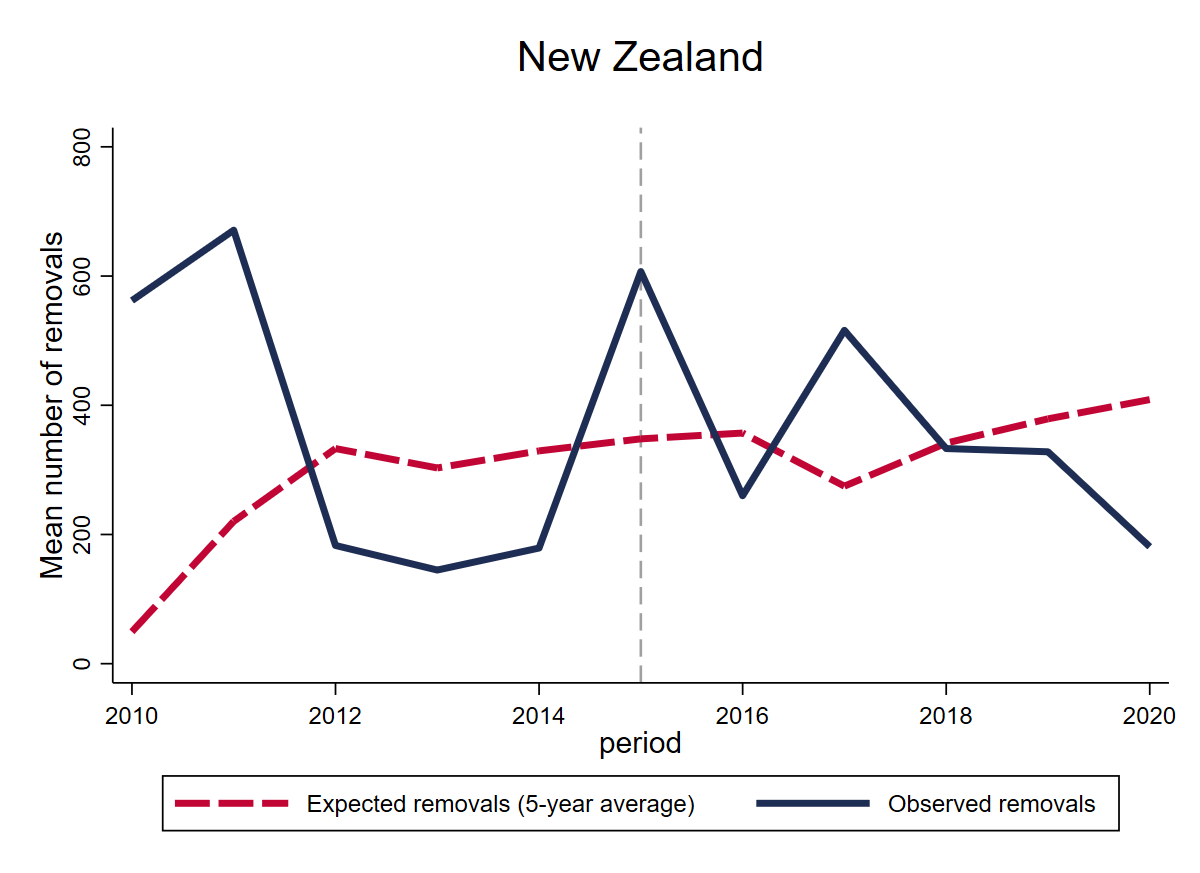 New Zealand
Mean number of removals
800
600
400
200
0
2010 2012 2014 2016 2018 2020
period
Expected removals (5-year average) Observed removals